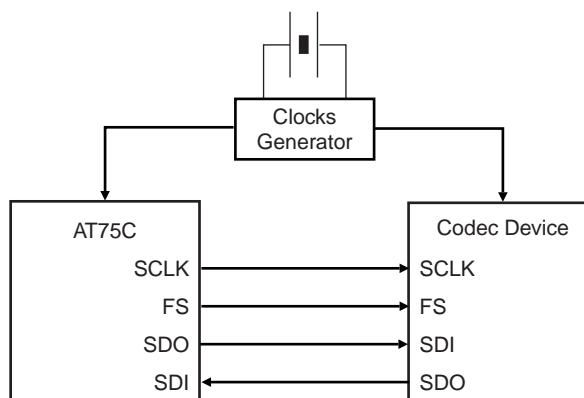 Clocks
Generator
AT75C
Codec Device
SCLK
SCLK
FS
FS
SDO
SDI
SDI
SDO